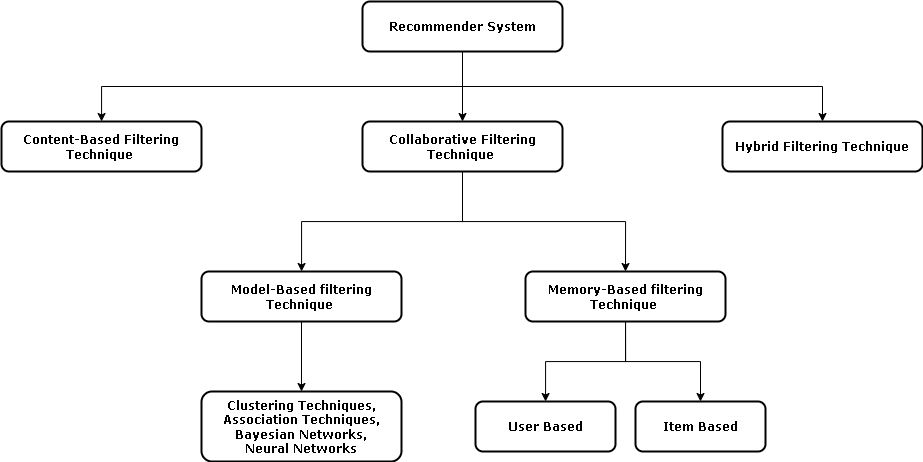 Recommender System
Content-Based Filtering
Technique
Collaborative Filtering
Technique
Hybrid Filtering Technique
Model-Based filtering
Technique
Memory-Based filtering
Technique
Clustering Techniques,
Association Techniques,
Bayesian Networks,
Neural Networks
User Based
Item Based